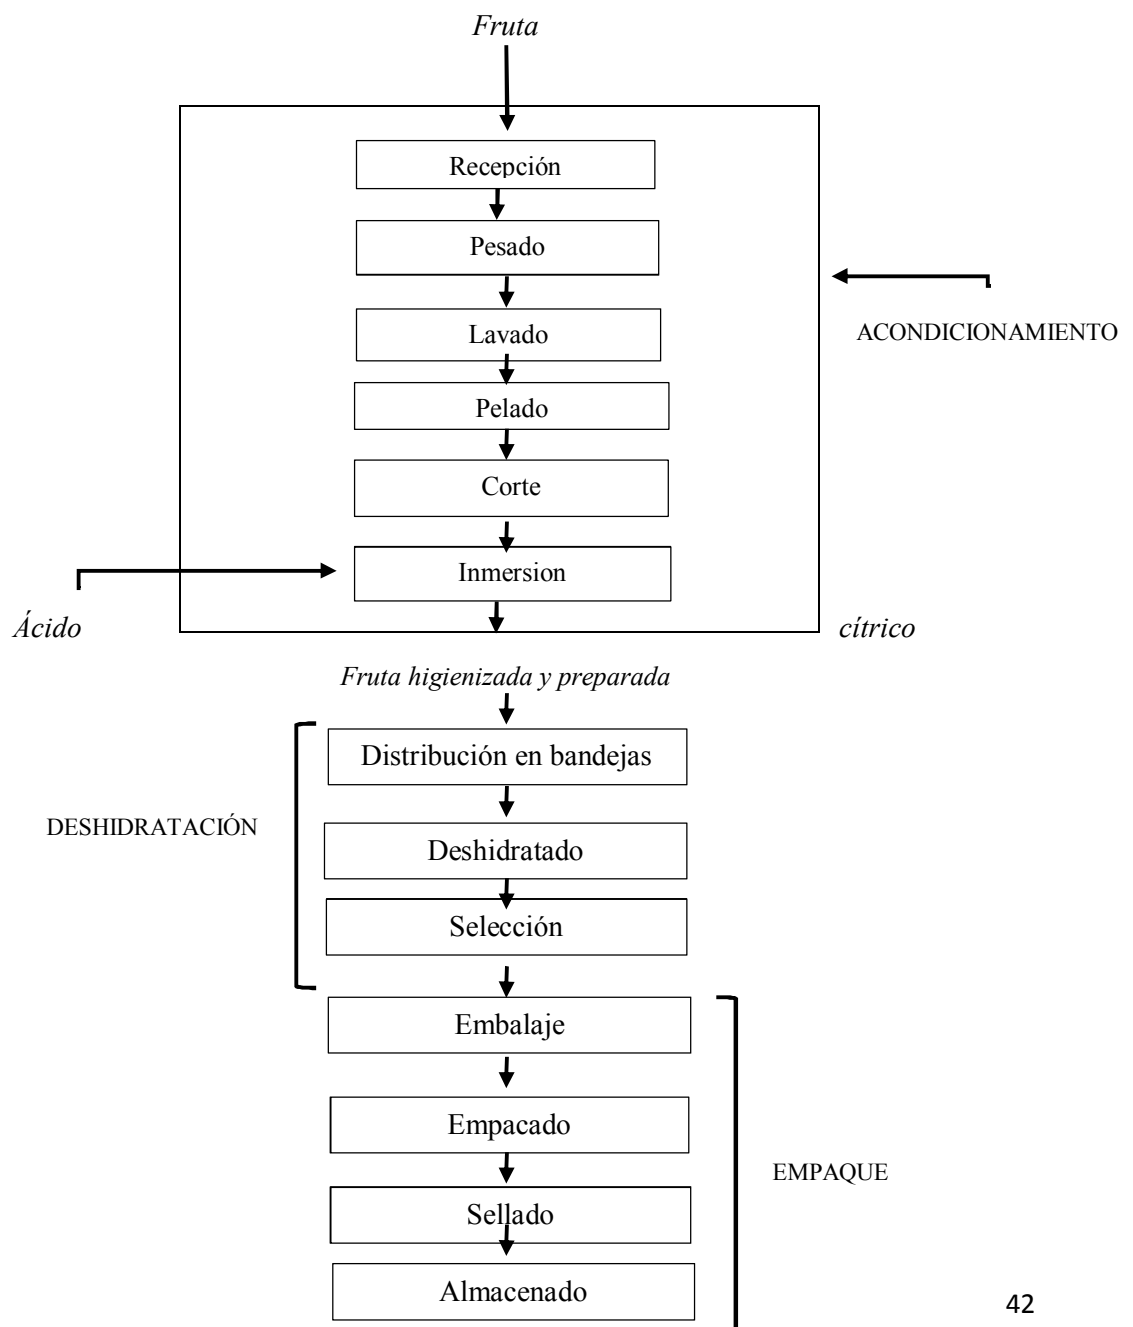 Fruta
Recepción
Pesado
Lavado
ACONDICIONAMIENTO
Pelado
Corte
Inmersion
Ácido cítrico
Fruta higienizada y preparada
Distribución en bandejas
DESHIDRATACIÓN
Deshidratado
Selección
Embalaje
Empacado
EMPAQUE
Sellado
Almacenado
42